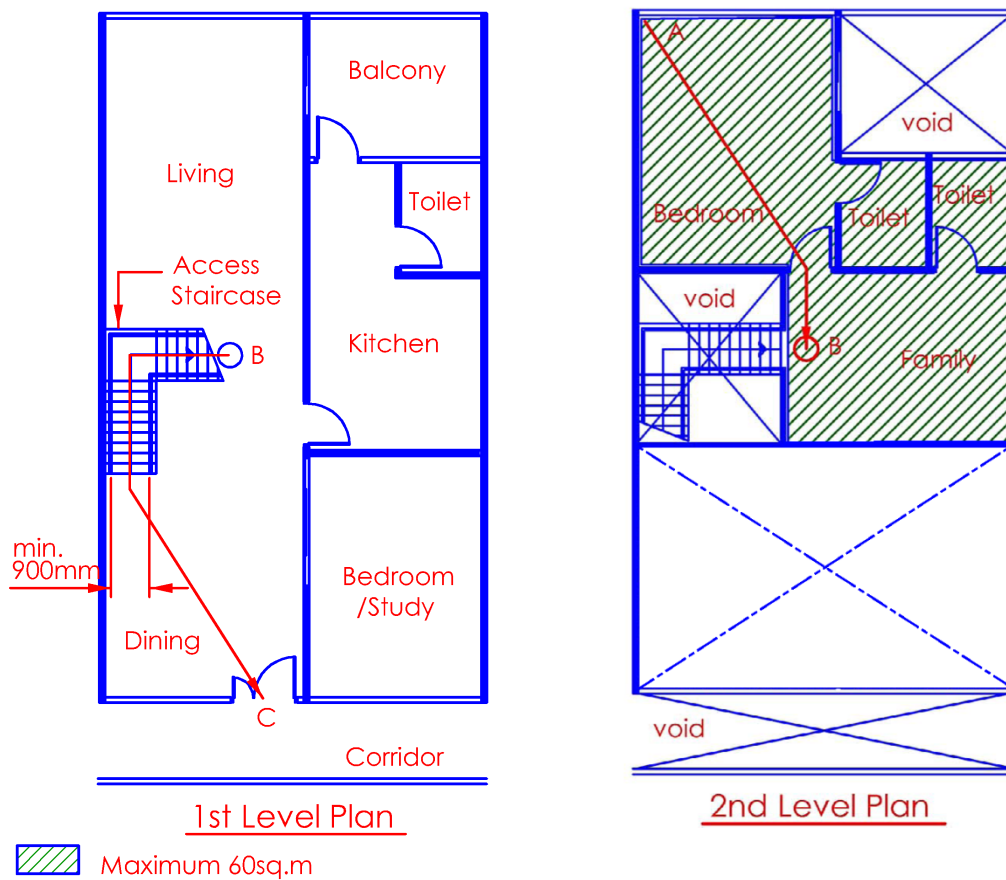 Balcony
Living
Toilet
Access
Staircase
B
Kitchen
min.
900mm
Bedroom
/Study
Dining
C
Corridor
1st Level Plan
Maximum 60sq.m
A
void
Bedroom
Toilet
Toilet
void
B
Family
void
2nd Level Plan